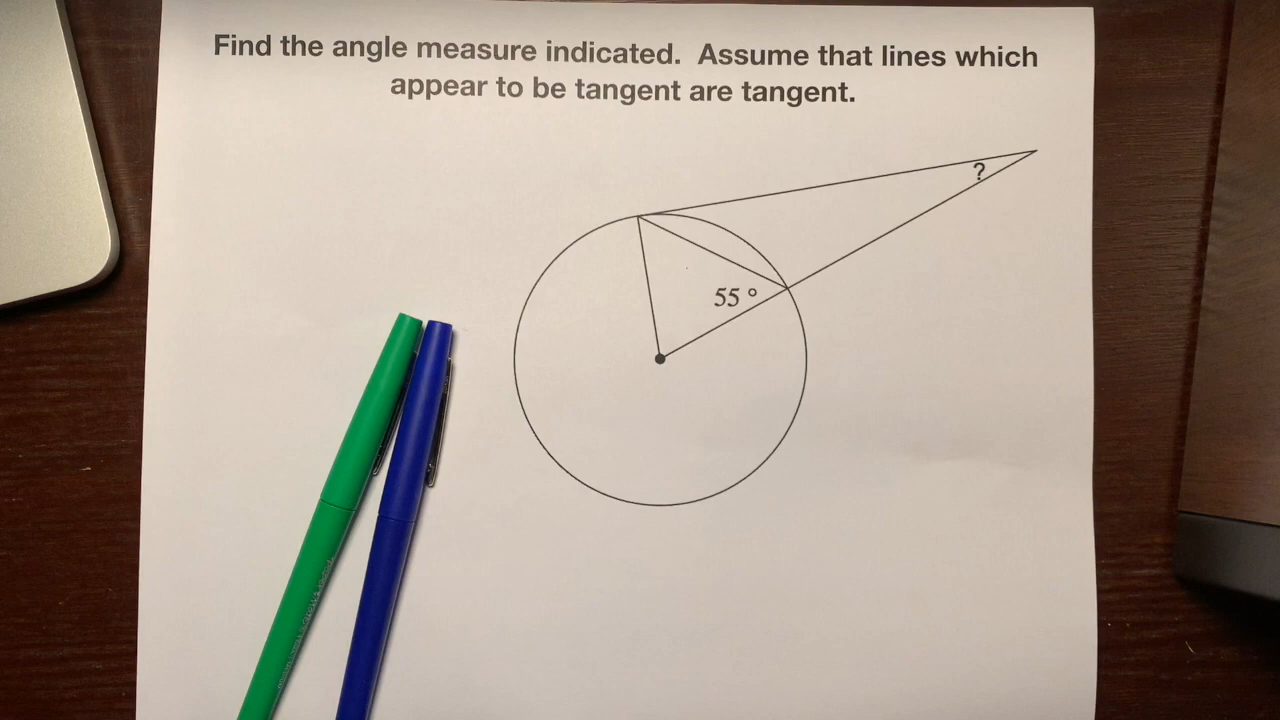 Find the angle measure indicated. Assume that lines which
appear to be tangent are tangent.
?
55 °